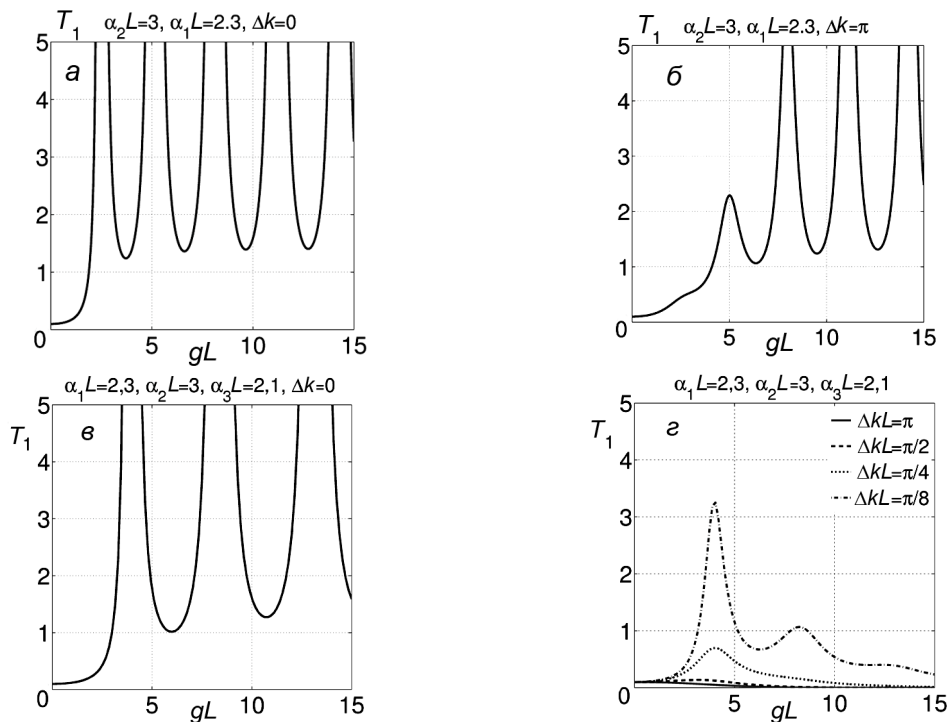 T₁ α₂L=3, α₁L=2.3, Δk=0
5
а
4
3
2
1
0
5
10
15
gL
T₁ α₂L=3, α₁L=2.3, Δk=π
5
б
4
3
2
1
0
5
10
15
gL
α₁L=2,3, α₂L=3, α₃L=2,1, Δk=0
5
T₁
в
4
3
2
1
0
5
10
15
gL
α₁L=2,3, α₂L=3, α₃L=2,1
5
T₁
г
ΔkL=π
ΔkL=π/2
ΔkL=π/4
ΔkL=π/8
4
3
2
1
0
5
10
15
gL